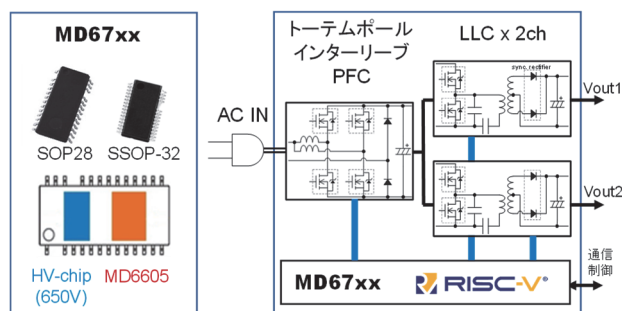 MD67xx
SOP28
SSOP-32
HV-chip
(650V)
MD6605
AC IN
トーテムポール
インターリーブ
PFC
LLC x 2ch
sync. rectifier
Vout1
Vout2
MD67xx
RISC-V®
通信
制御